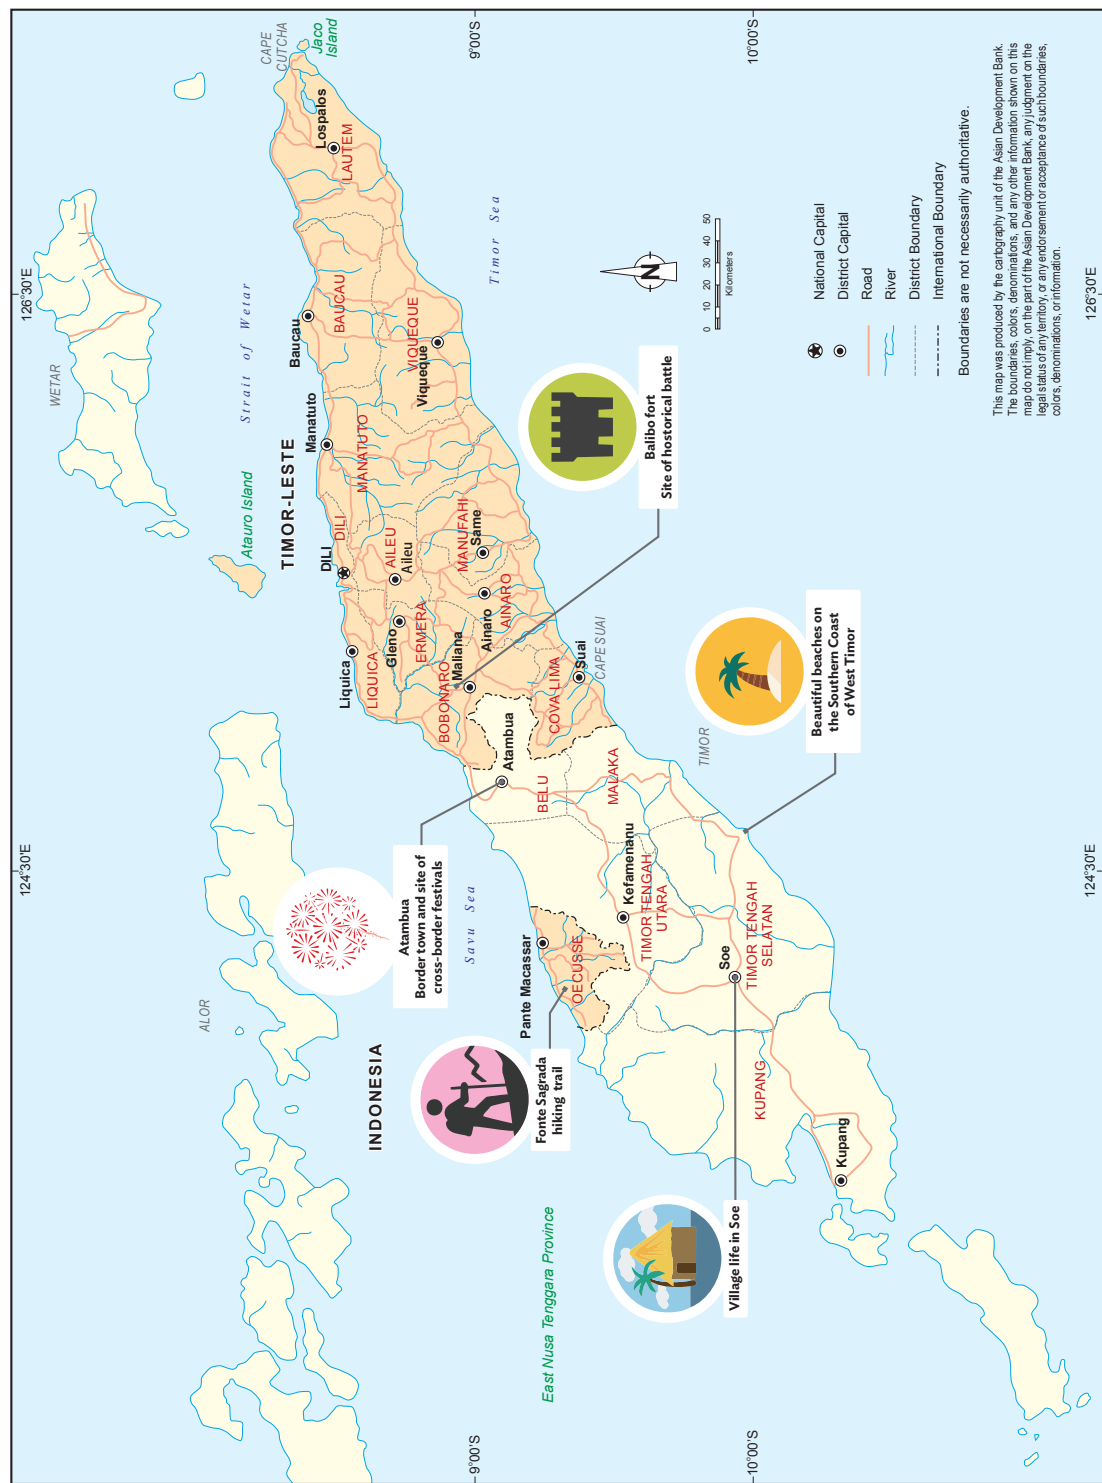 124°30'E
126°30'E
WETAR
ALOR
Atauro Island
Strait of Wetar
CAPE
CUTCHA
Jaco
Island
INDONESIA
TIMOR-LESTE
Atambua
Border town and site of
cross-border festivals
Liquica
LIQUICA
DILI
DILI
Manatuto
MANATUTO
Baucau
BAUCAU
Lospalos
LAUTEM
Gleno
ERMERA
AILEU
Aileu
Viqueque
VIQUEQUE
BOBONARO
Maliana
Ainaro
AINARO
MANUFAHI
Same
9°00'S
9°00'S
Savu Sea
Timor Sea
Atambua
BELU
COVA-LIMA
Suai
CAPE SUAI
MALAKA
Pante Macassar
OECUSSE
Fonte Sagrada
hiking trail
East Nusa Tenggara Province
Kefamenanu
TIMOR TENGAH
UTARA
Balibo fort
Site of hostorical battle
TIMOR
Soe
TIMOR TENGAH
SELATAN
Village life in Soe
KUPANG
Kupang
Beautiful beaches on
the Southern Coast
of West Timor
10°00'S
10°00'S
N
0 10 20 30 40 50
Kilometers
National Capital
District Capital
Road
River
District Boundary
International Boundary
Boundaries are not necessarily authoritative.
This map was produced by the cartography unit of the Asian Development Bank.
The boundaries, colors, denominations, and any other information shown on this
map do not imply, on the part of the Asian Development Bank, any judgment on the
legal status of any territory, or any endorsement or acceptance of such boundaries,
colors, denominations, or information.
124°30'E
126°30'E